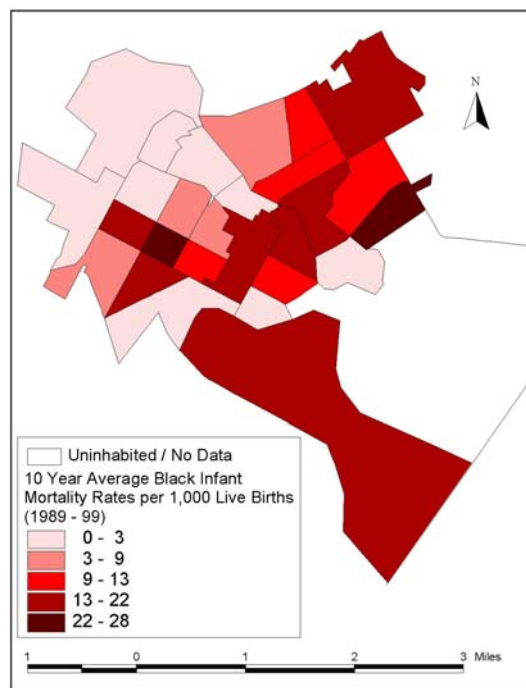 N
Uninhabited / No Data
10 Year Average Black Infant
Mortality Rates per 1,000 Live Births
(1989 - 99)
0 - 3
3 - 9
9 - 13
13 - 22
22 - 28
1 0 1 2 3 Miles